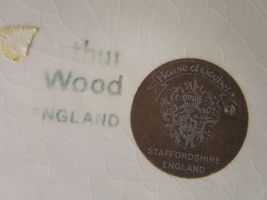 thur
Wood
ENGLAND
House of Goebel
STAFFORDSHIRE
ENGLAND